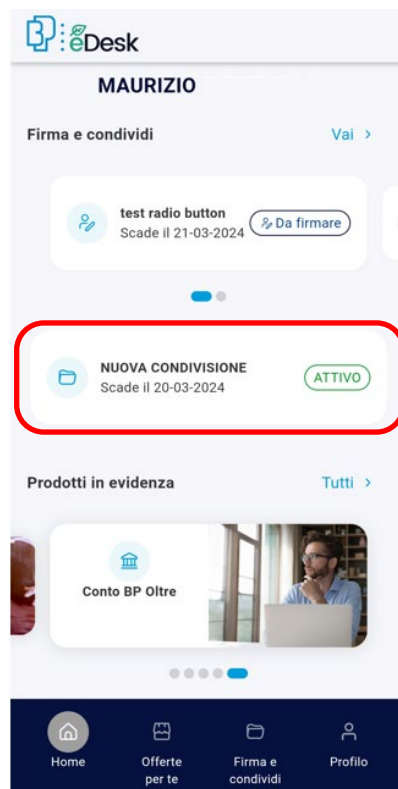 BP: eDesk
MAURIZIO
Firma e condividi
Vai >
test radio button
Scade il 21-03-2024
Da firmare
NUOVA CONDIVISIONE
Scade il 20-03-2024
ATTIVO
Prodotti in evidenza
Tutti >
Conto BP Oltre
Home
Offerte
per te
Firma e
condividi
Profilo